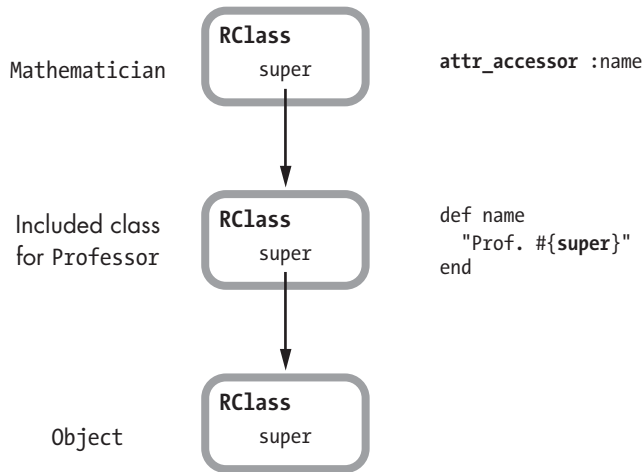 RClass
super
Mathematician
attr_accessor :name
RClass
super
Included class
for Professor
def name
"Prof. #{super}"
end
RClass
super
Object